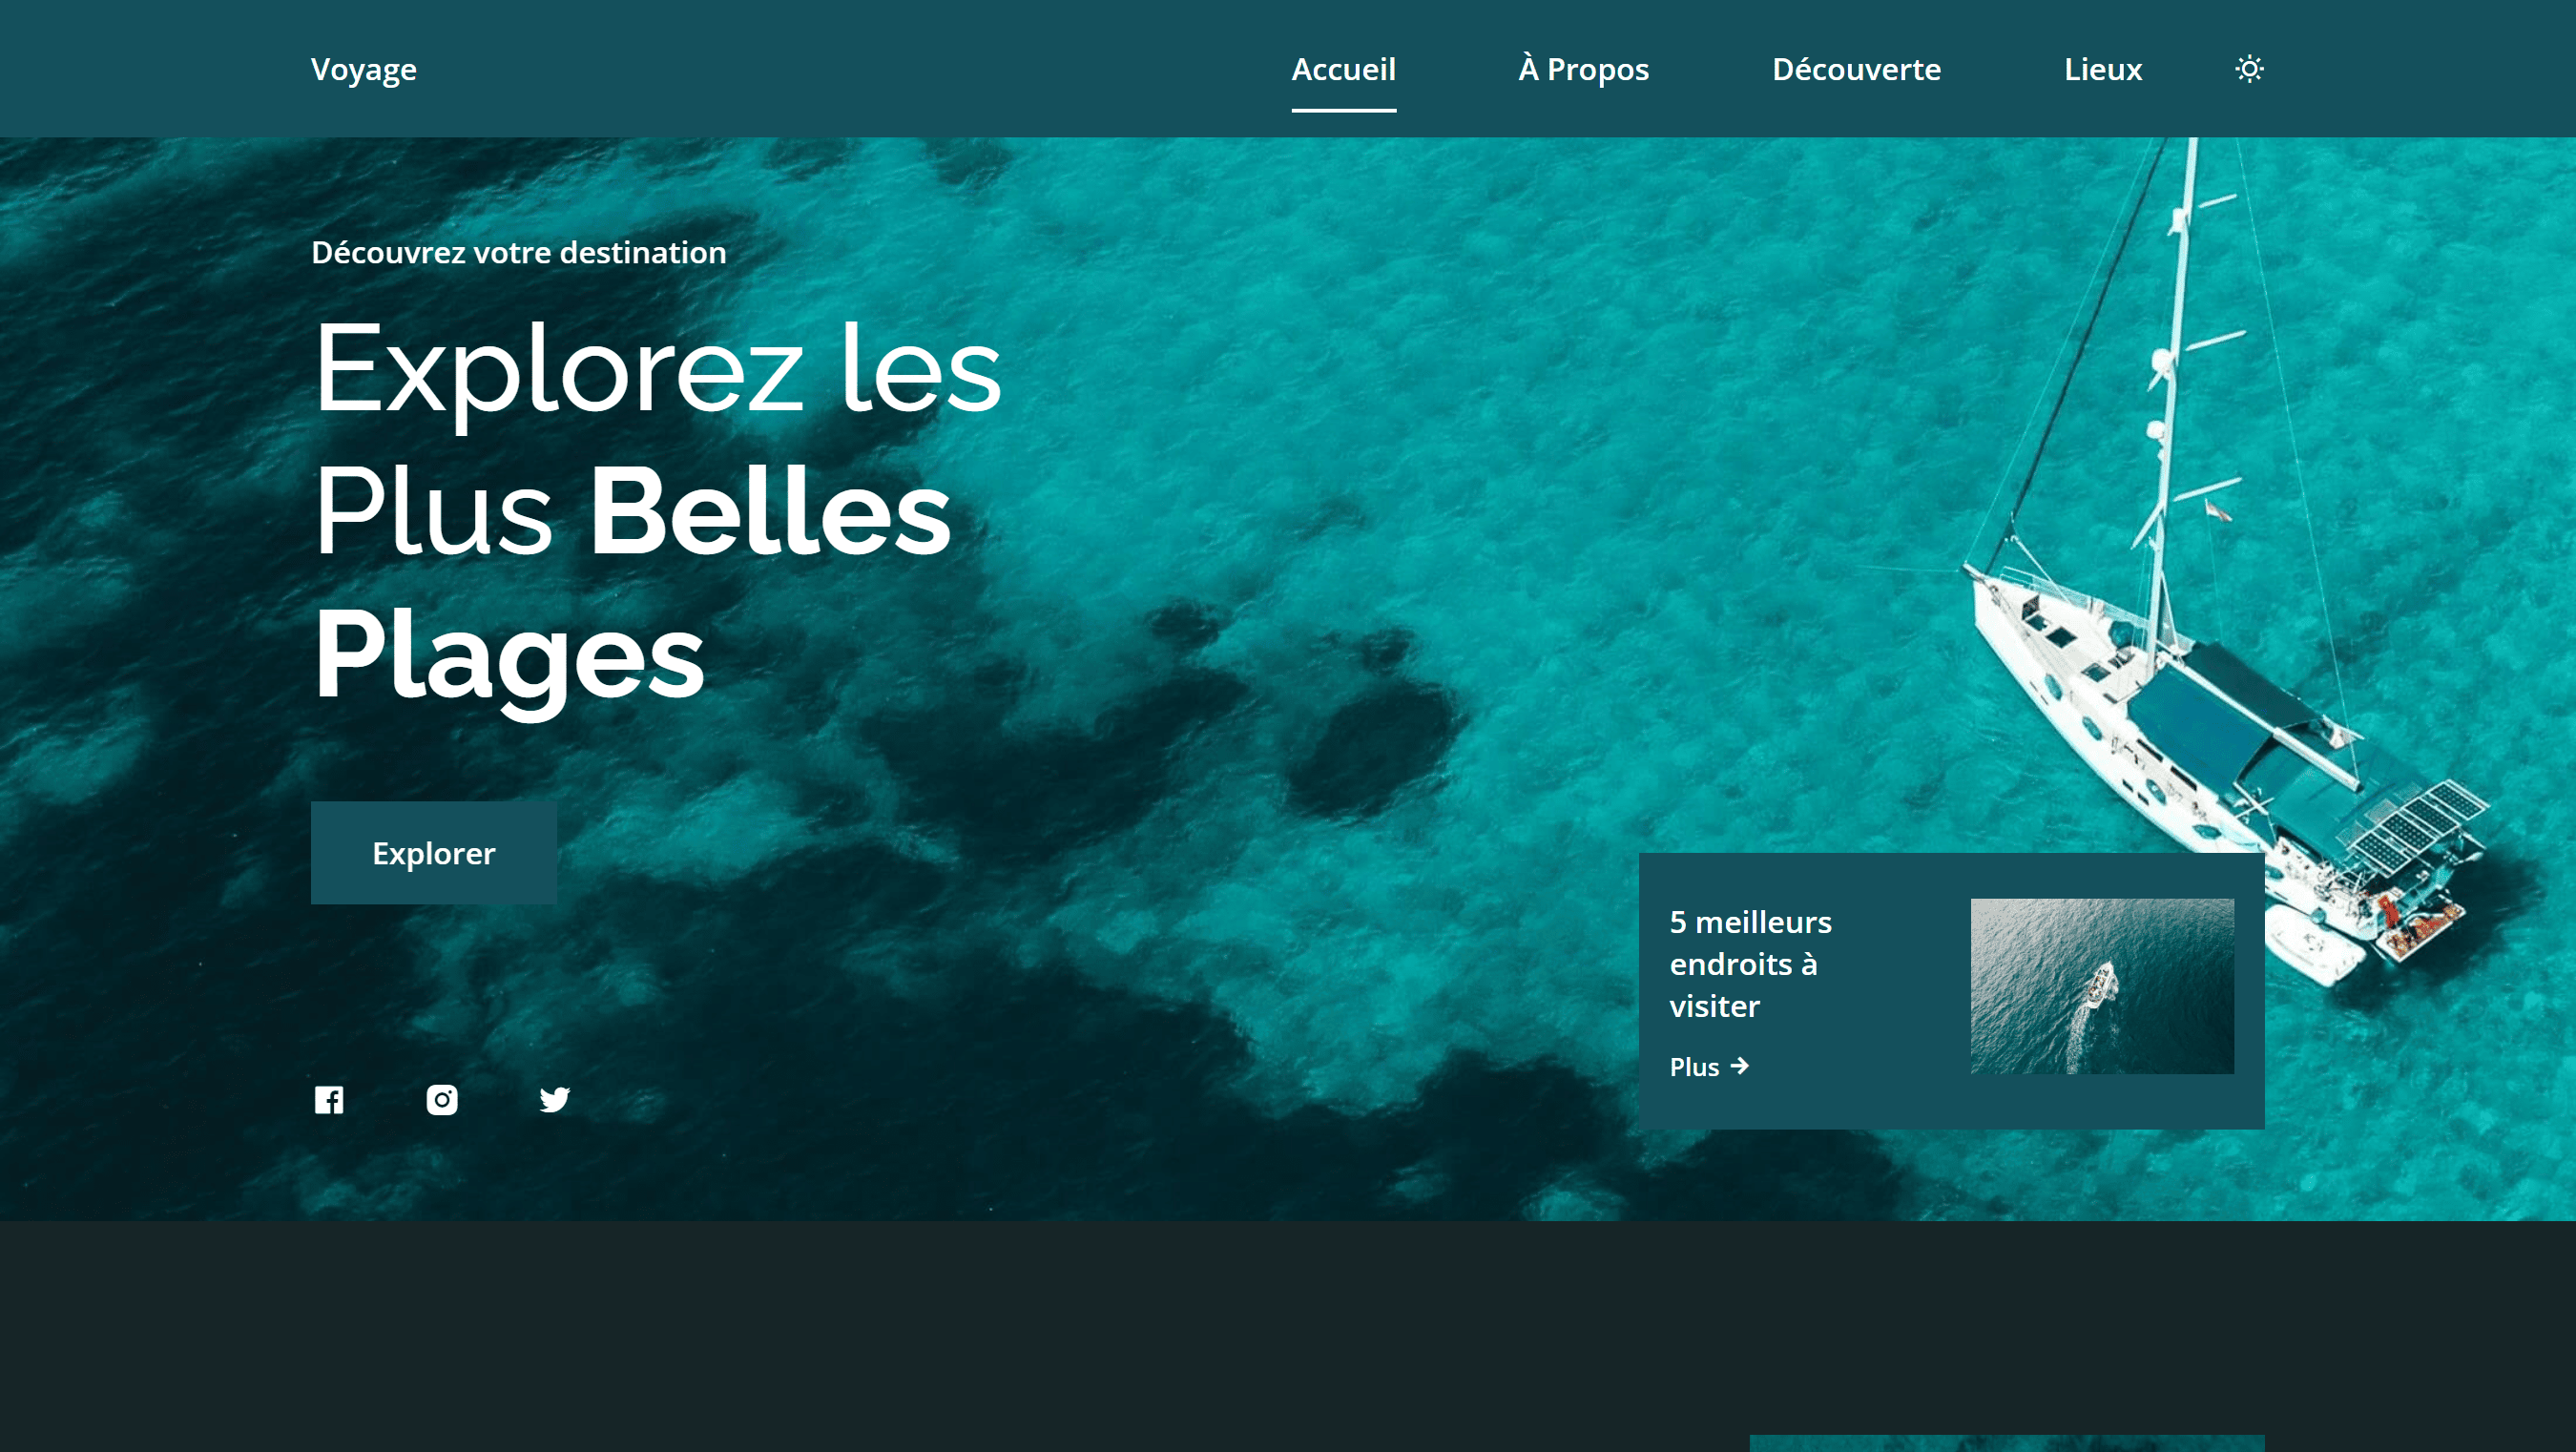 Voyage
Accueil
À Propos
Découverte
Lieux
Découvrez votre destination
Explorez les
Plus Belles
Plages
Explorer
5 meilleurs
endroits à
visiter
Plus